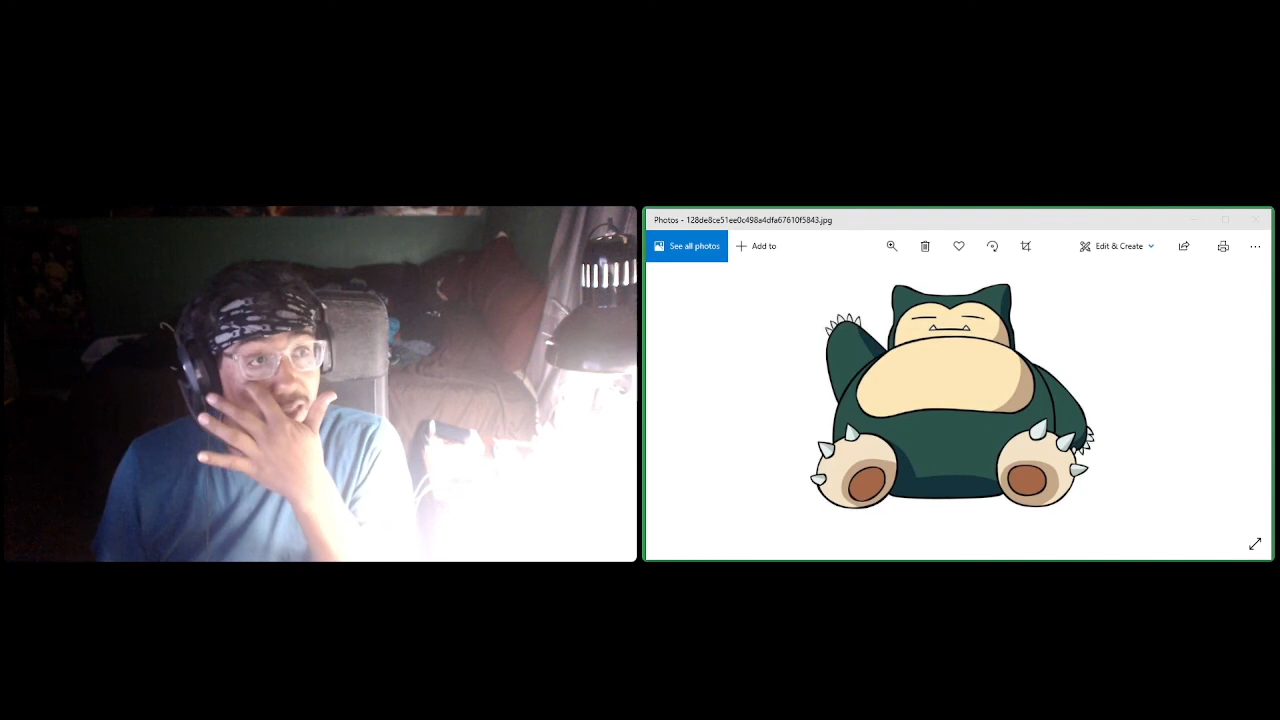 Photos - 128de8ce51ee0c498a4dfa67610f5843.jpg
See all photos
Add to
Edit & Create